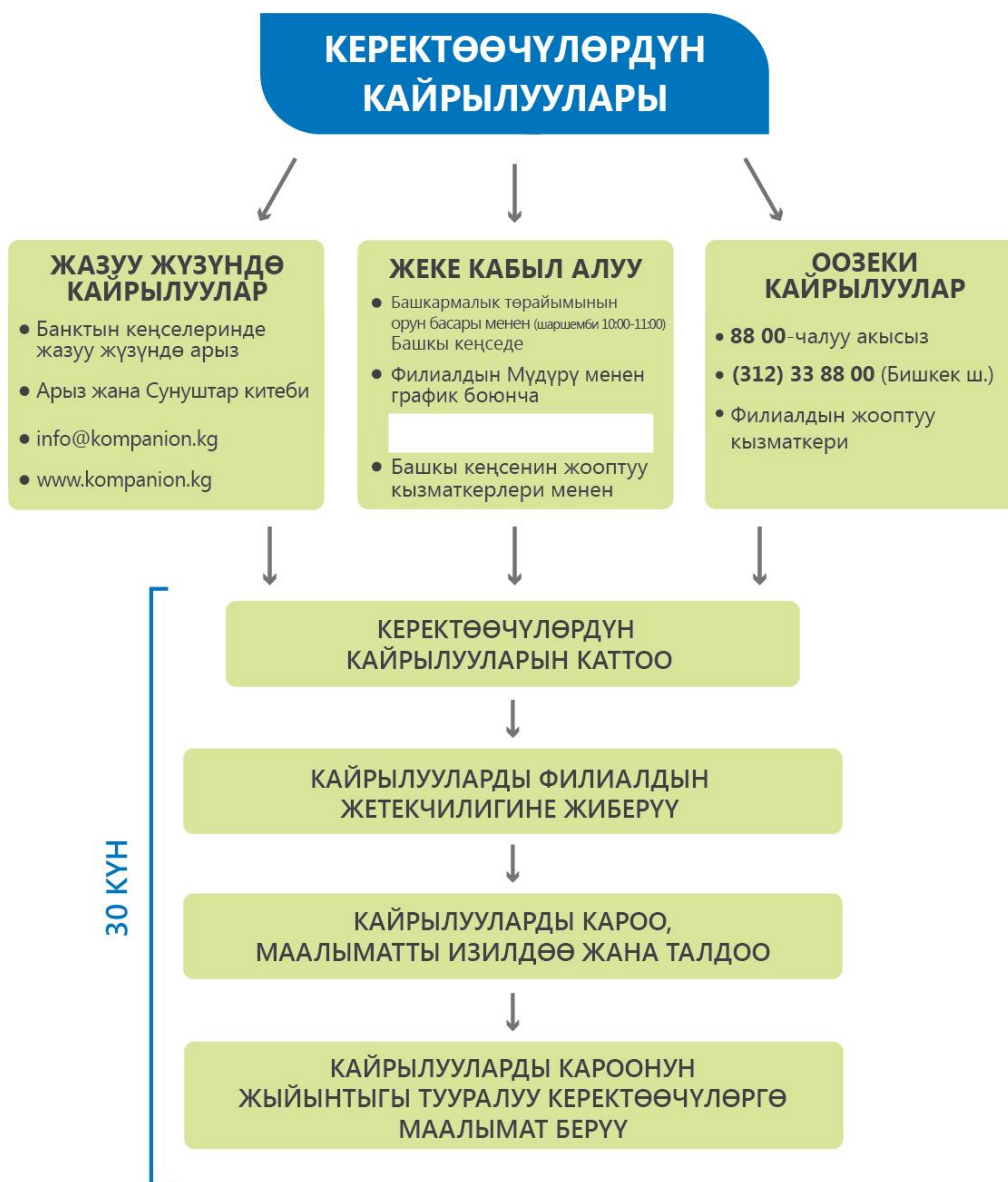 КЕРЕКТӨӨЧҮЛӨРДҮН
КАЙРЫЛУУЛАРЫ
ЖАЗУУ ЖҮЗҮНДӨ
КАЙРЫЛУУЛАР
● Банктын кеңселеринде
жазуу жүзүндө арыз
● Арыз жана Сунуштар китеби
● info@kompanion.kg
● www.kompanion.kg
ЖЕКЕ КАБЫЛ АЛУУ
● Башкармалык төрайымынын
орун басары менен (шаршемби 10:00-11:00)
Башкы кеңседе
● Филиалдын Мүдүрү менен
график боюнча
● Башкы кеңсенин жооптуу
кызматкерлери менен
ООЗЕКИ
КАЙРЫЛУУЛАР
● 88 00-чалуу акысыз
● (312) 33 88 00 (Бишкек ш.)
● Филиалдын жооптуу
кызматкери
30 КҮН
КЕРЕКТӨӨЧҮЛӨРДҮН
КАЙРЫЛУУЛАРЫН КАТТОО
КАЙРЫЛУУЛАРДЫ ФИЛИАЛДЫН
ЖЕТЕКЧИЛИГИНЕ ЖИБЕРҮҮ
КАЙРЫЛУУЛАРДЫ КАРОО,
МААЛЫМАТТЫ ИЗИЛДӨӨ ЖАНА ТАЛДОО
КАЙРЫЛУУЛАРДЫ КАРООНУН
ЖЫЙЫНТЫГЫ ТУУРАЛУУ КЕРЕКТӨӨЧҮЛӨРГӨ
МААЛЫМАТ БЕРҮҮ